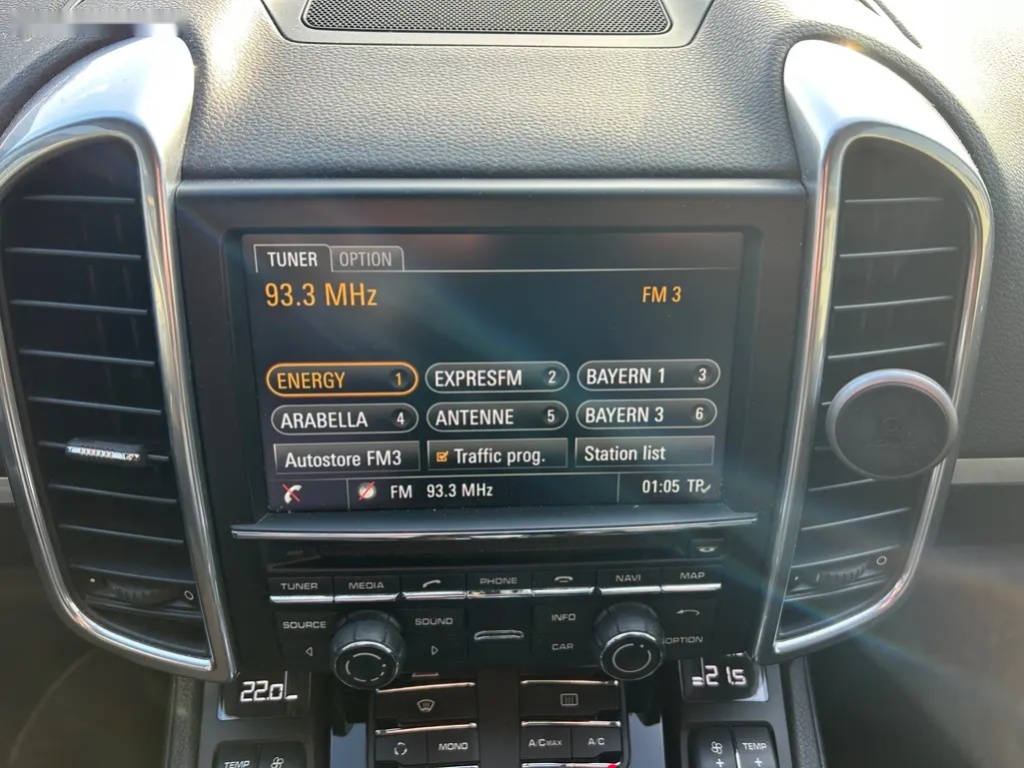 TUNER OPTION
93.3 MHz FM 3
ENERGY 1 EXPRESFM 2 BAYERN 1 3
ARABELLA 4 ANTENNE 5 BAYERN 3 6
Autostore FM3 Traffic prog. Station list
FM 93.3 MHz 01:05 TP
TUNER MEDIA PHONE NAVI MAP
SOURCE SOUND INFO
CAR OPTION
22.0 21.5
MONO A/C MAX A/C
TEMP TEMP
+ +